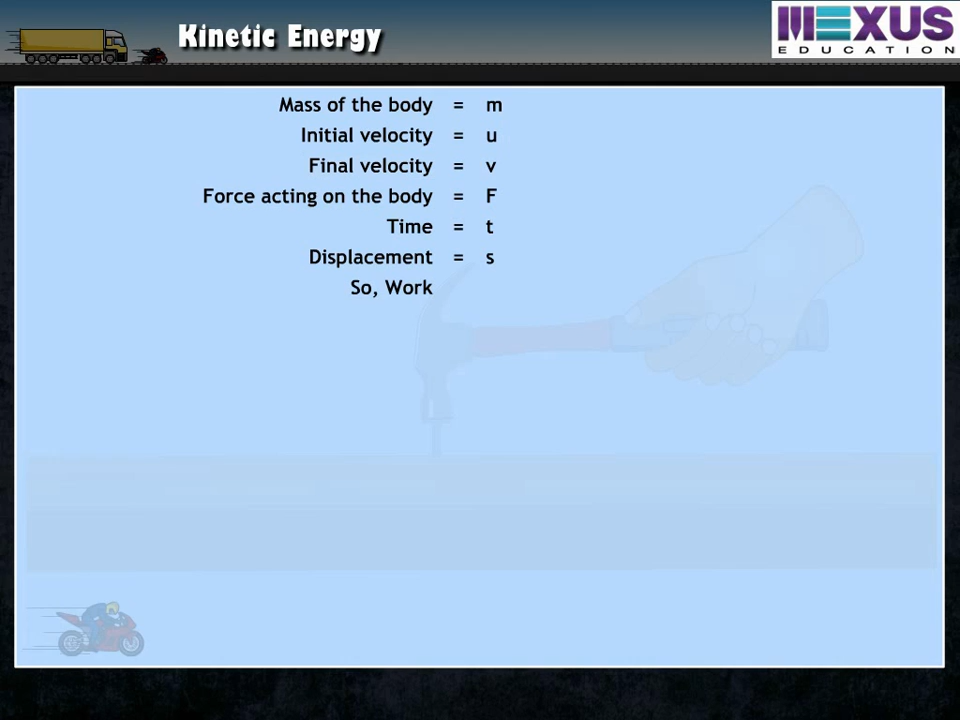 Kinetic Energy
MEXUS
EDUCATION
Mass of the body = m
Initial velocity = u
Final velocity = v
Force acting on the body = F
Time = t
Displacement = s
So, Work